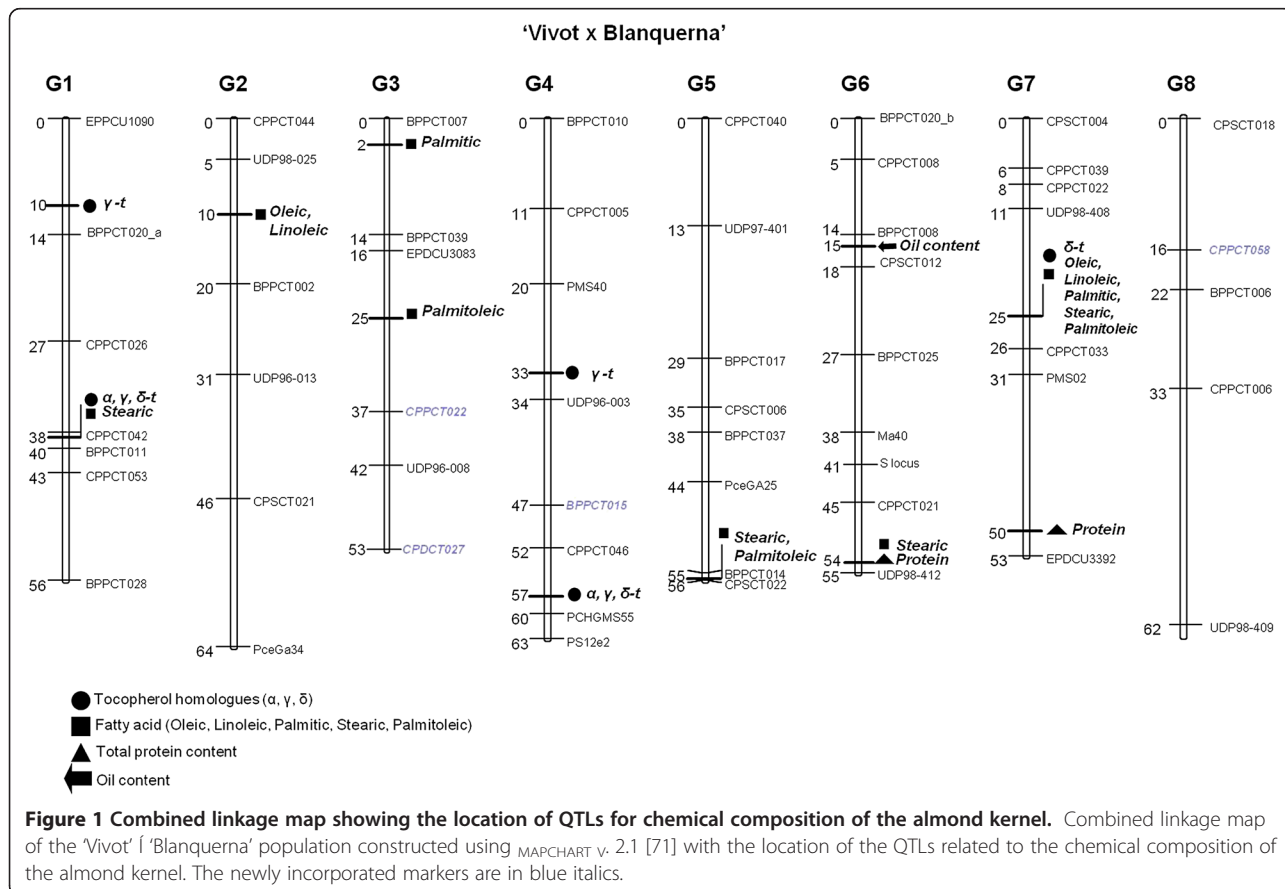 ‘Vivot x Blanquerna’
G1
0 EPPCU1090
10 γ-t
14 BPPCT020_a
27 CPPCT026
α, γ, δ-t
Stearic
38 CPPCT042
40 BPPCT011
43 CPPCT053
56 BPPCT028
G2
0 CPPCT044
5 UDP98-025
10 Oleic,
Linoleic
20 BPPCT002
31 UDP96-013
46 CPSCT021
64 PceGa34
G3
0 BPPCT007
2 Palmitic
14 BPPCT039
16 EPDCU3083
25 Palmitoleic
37 CPPCT022
42 UDP96-008
53 CPDCT027
G4
0 BPPCT010
11 CPPCT005
20 PMS40
33 γ-t
34 UDP96-003
47 BPPCT015
52 CPPCT046
57 α, γ, δ-t
60 PCHGMS55
63 PS12e2
G5
0 CPPCT040
13 UDP97-401
29 BPPCT017
35 CPSCT006
38 BPPCT037
44 PceGA25
Stearic,
Palmitoleic
55 BPPCT014
56 CPSCT022
G6
0 BPPCT020_b
5 CPPCT008
14 BPPCT008
15 Oil content
18 CPSCT012
27 BPPCT025
38 Ma40
41 S locus
45 CPPCT021
Stearic
54 Protein
55 UDP98-412
G7
0 CPSCT004
6 CPPCT039
8 CPPCT022
11 UDP98-408
δ-t
Oleic,
Linoleic,
Palmitic,
Stearic,
25 Palmitoleic
26 CPPCT033
31 PMS02
50 Protein
53 EPDCU3392
G8
0 CPSCT018
16 CPPCT058
22 BPPCT006
33 CPPCT006
62 UDP98-409
Tocopherol homologues (α, γ, δ)
Fatty acid (Oleic, Linoleic, Palmitic, Stearic, Palmitoleic)
Total protein content
Oil content
Figure 1 Combined linkage map showing the location of QTLs for chemical composition of the almond kernel. Combined linkage map
of the ‘Vivot’ Í ‘Blanquerna’ population constructed using MAPCHART V. 2.1 [71] with the location of the QTLs related to the chemical composition of
the almond kernel. The newly incorporated markers are in blue italics.